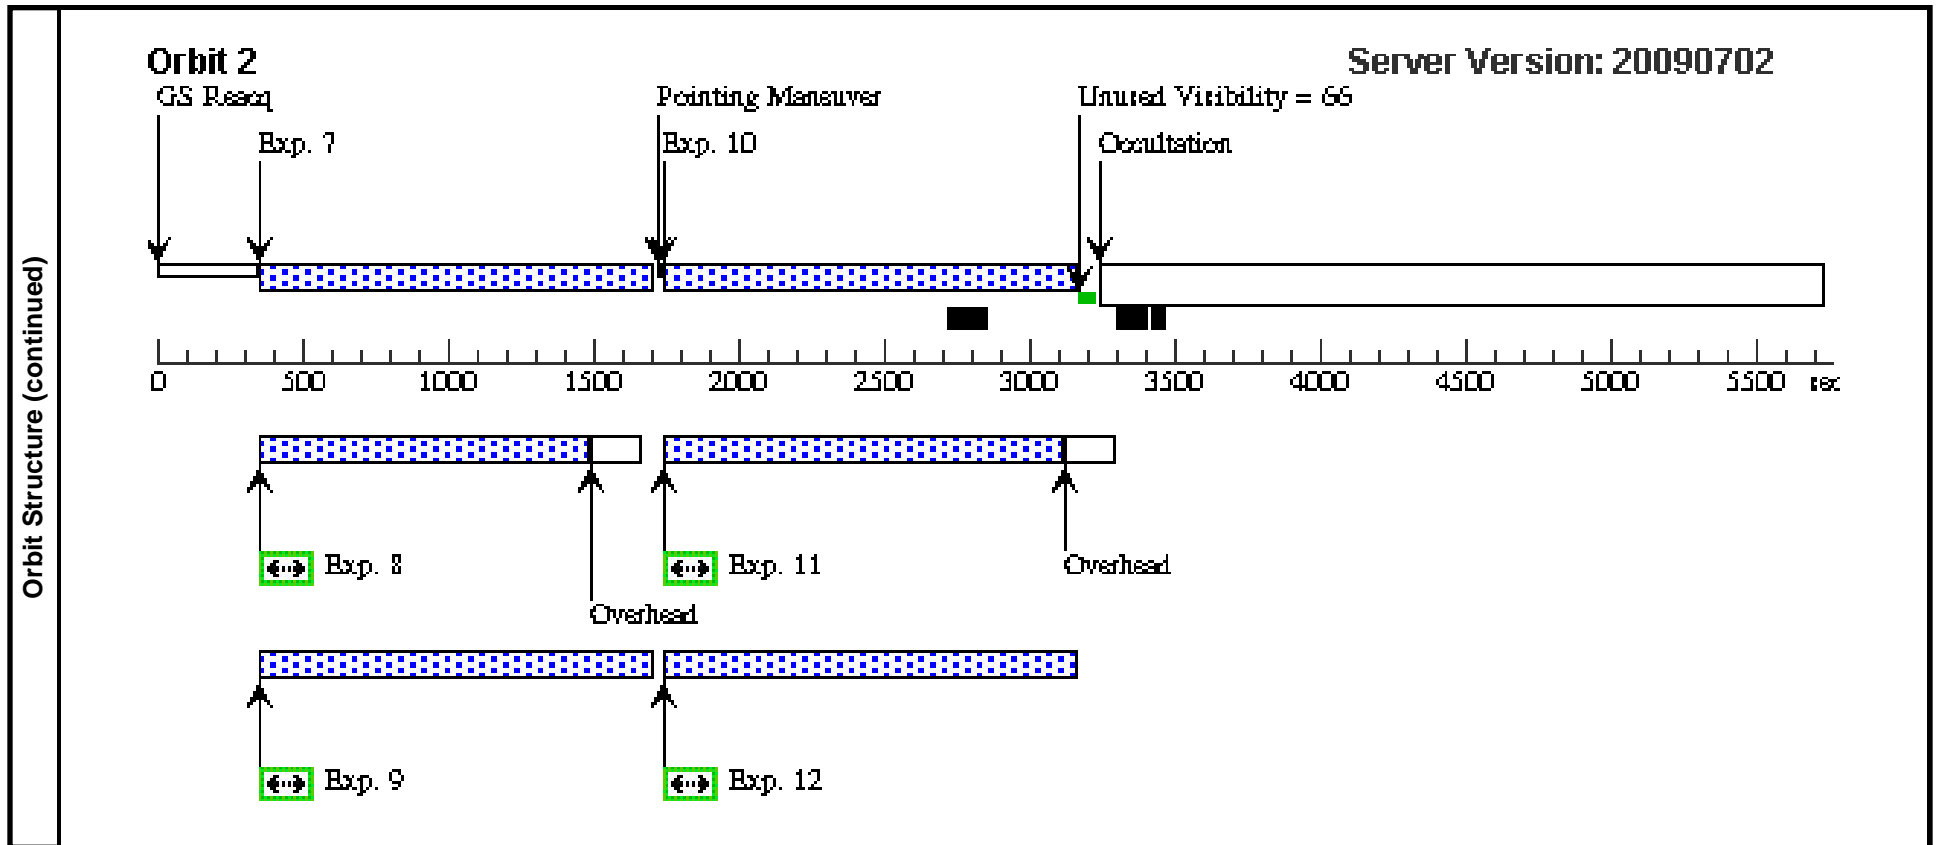 Orbit Structure (continued)
Orbit 2
Server Version: 20090702
GS Reacq
Pointing Maneuver
Unused Visibility = 66
Exp. 7
Exp. 10
Occultation
0 500 1000 1500 2000 2500 3000 3500 4000 4500 5000 5500 sec
Exp. 8
Exp. 11
Overhead
Overhead
Exp. 9
Exp. 12